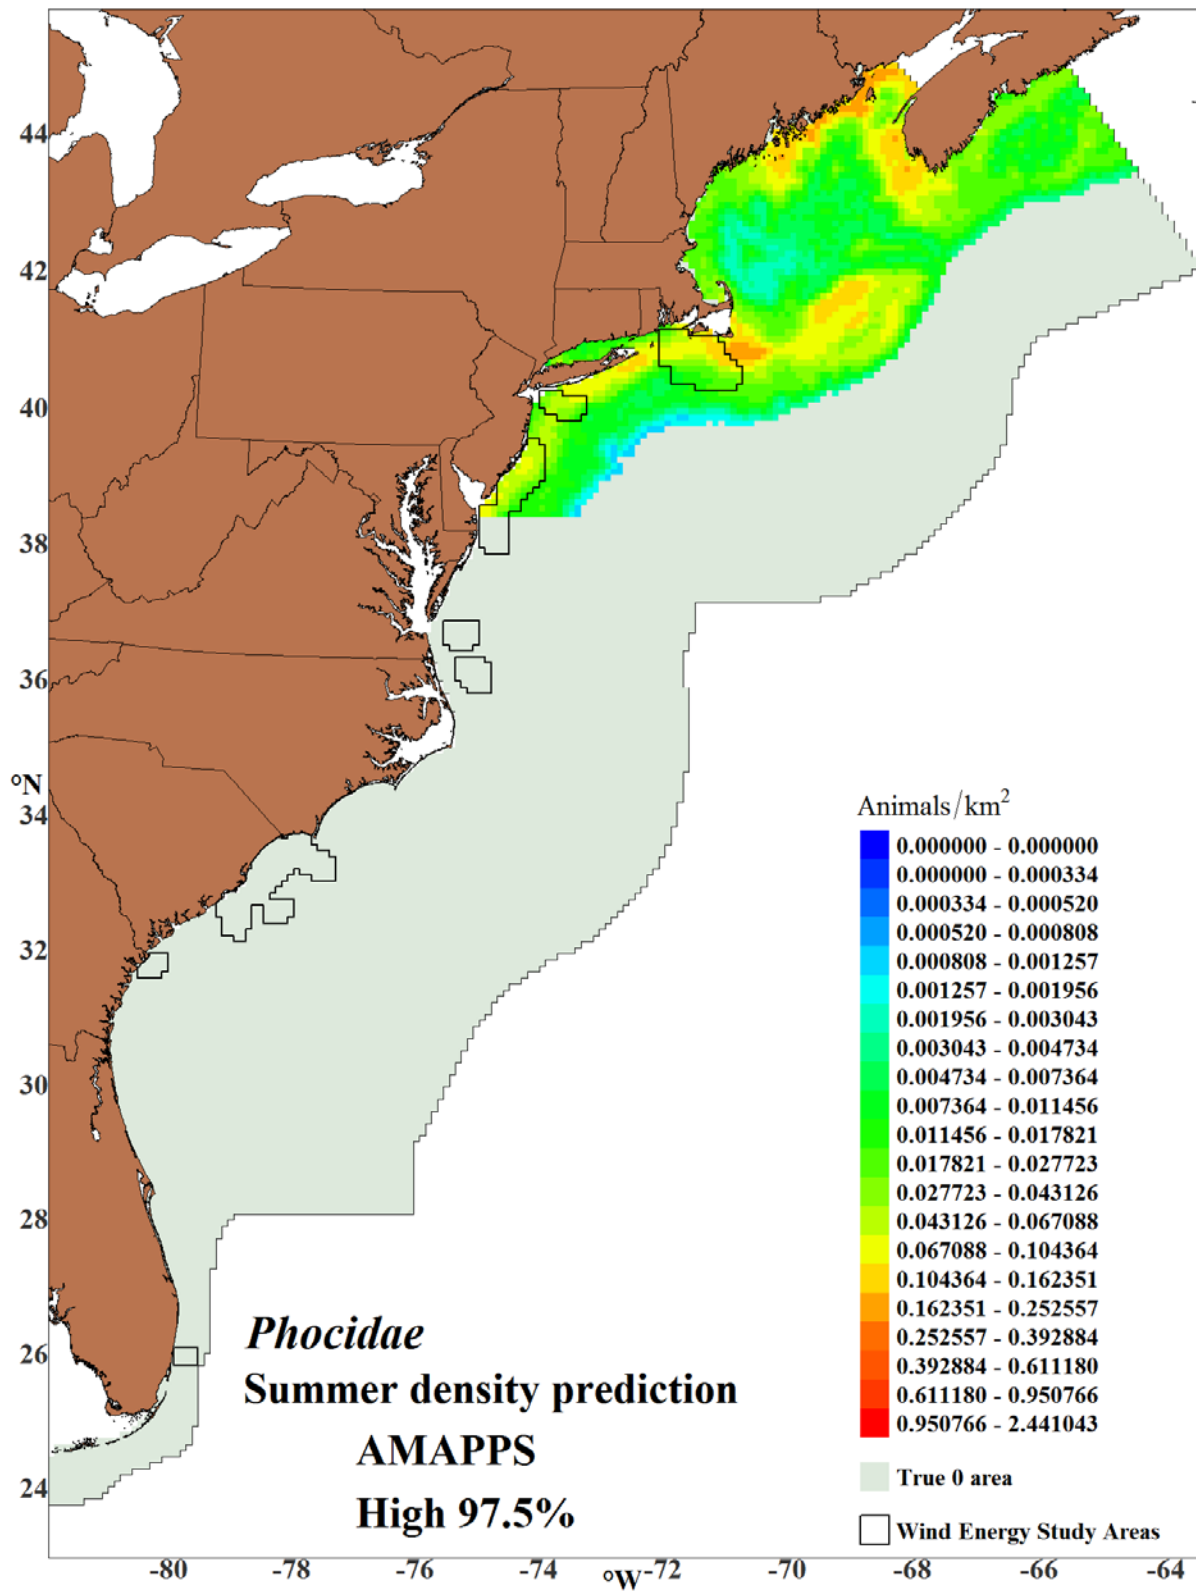 44
42
40
38
36
°N
34
32
30
28
26
24
Animals/km²
0.000000 - 0.000000
0.000000 - 0.000334
0.000334 - 0.000520
0.000520 - 0.000808
0.000808 - 0.001257
0.001257 - 0.001956
0.001956 - 0.003043
0.003043 - 0.004734
0.004734 - 0.007364
0.007364 - 0.011456
0.011456 - 0.017821
0.017821 - 0.027723
0.027723 - 0.043126
0.043126 - 0.067088
0.067088 - 0.104364
0.104364 - 0.162351
0.162351 - 0.252557
0.252557 - 0.392884
0.392884 - 0.611180
0.611180 - 0.950766
0.950766 - 2.441043
True 0 area
Wind Energy Study Areas
Phocidae
Summer density prediction
AMAPPS
High 97.5%
-80 -78 -76 -74 °W -72 -70 -68 -66 -64